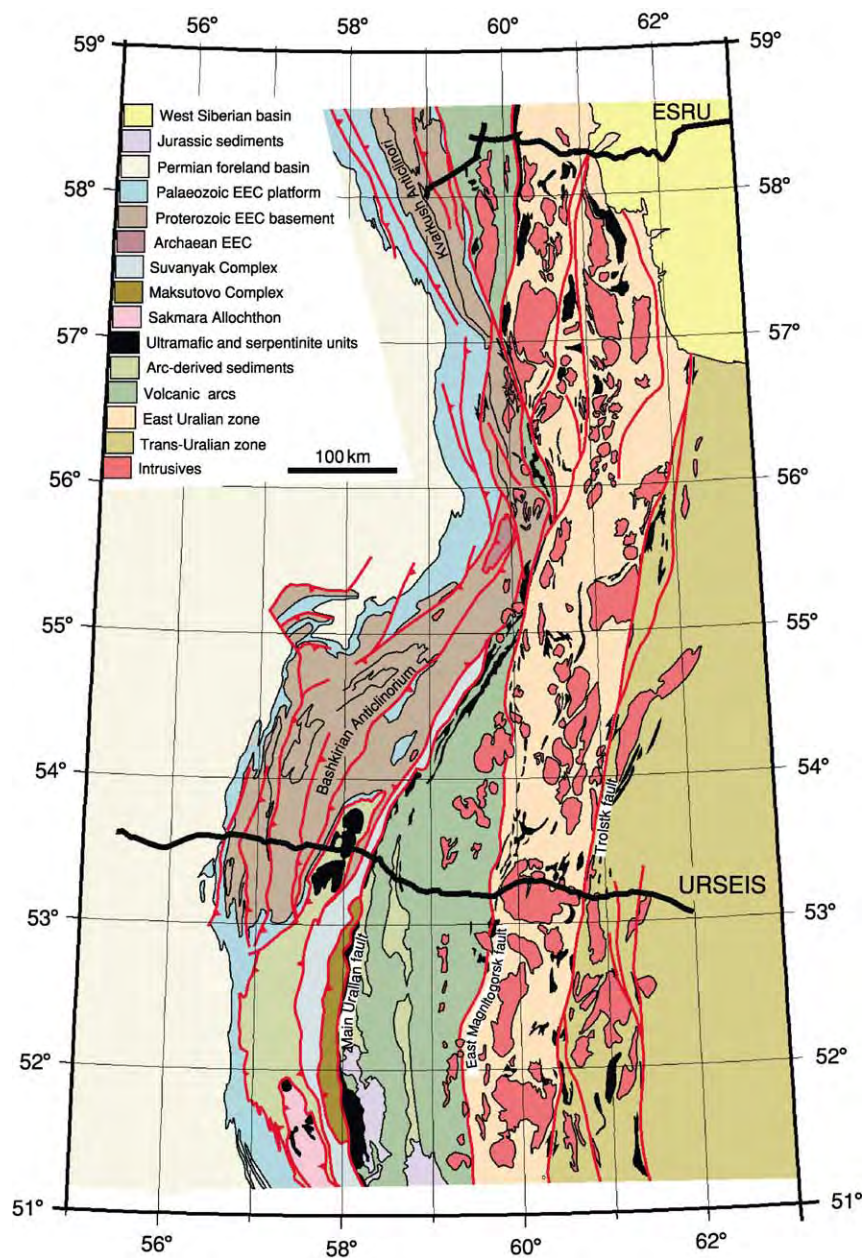 56° 58° 60° 62°
59° 59°
ESRU
West Siberian basin
Jurassic sediments
Permian foreland basin
Palaeozoic EEC platform
Proterozoic EEC basement
Archaean EEC
Suvanyak Complex
Maksutovo Complex
Sakmara Allochthon
Ultramafic and serpentinite units
Arc-derived sediments
Volcanic arcs
East Uralian zone
Trans-Uralian zone
Intrusives
100 km
Kvarkush Anticlinori
58° 58°
57° 57°
56° 56°
55° 55°
Bashkirian Anticlinorium
54° 54°
Trolstk fault
URSEIS
53° 53°
Main Urallan fault
East Magnitogorsk fault
52° 52°
51° 51°
56° 58° 60° 62°